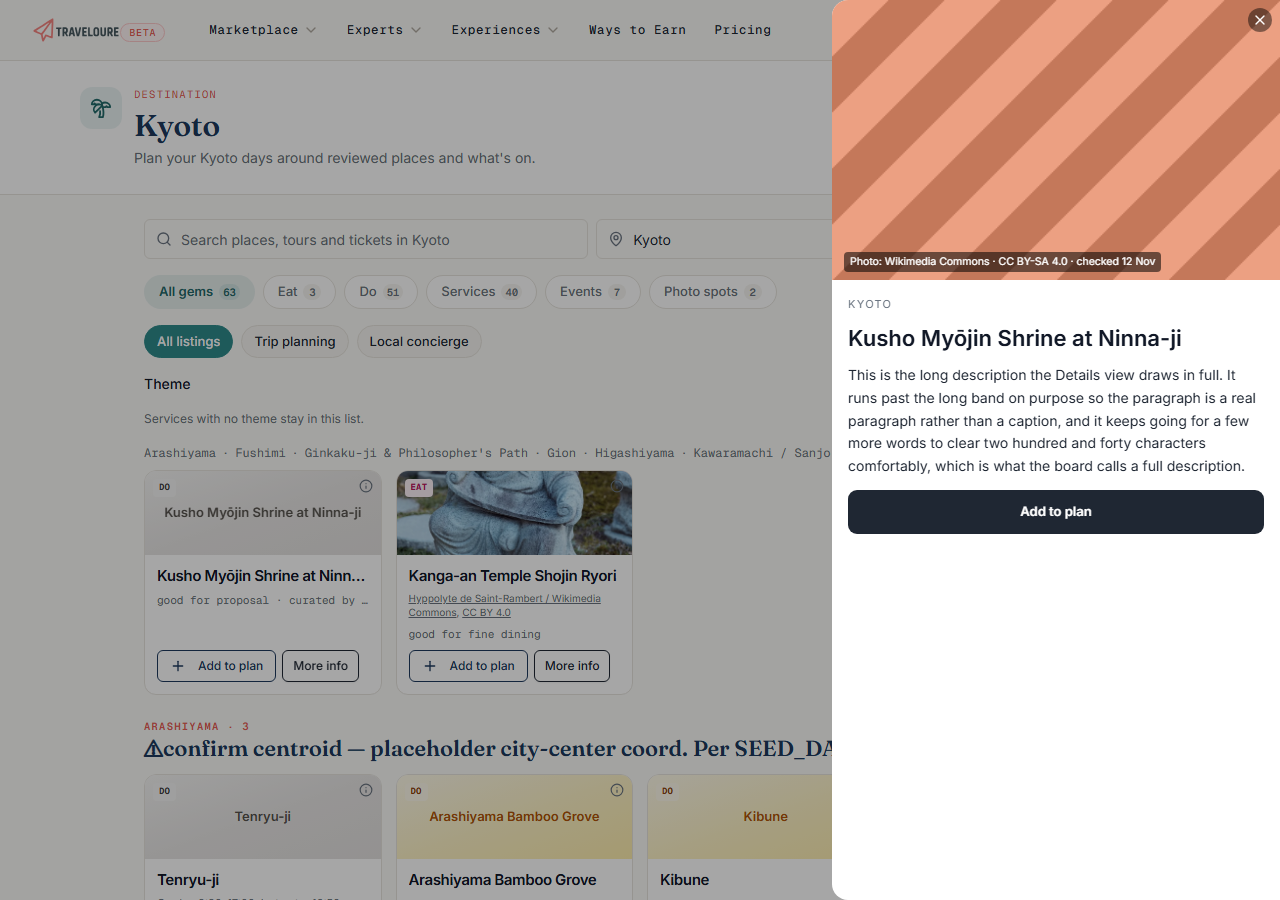 TRAVELOURE BETA
Marketplace
Experts
Experiences
Ways to Earn
Pricing
DESTINATION
Kyoto
Plan your Kyoto days around reviewed places and what's on.
Search places, tours and tickets in Kyoto
Kyoto
All gems 63
Eat 3
Do 51
Services 40
Events 7
Photo spots 2
All listings
Trip planning
Local concierge
Theme
Services with no theme stay in this list.
Arashiyama · Fushimi · Ginkaku-ji & Philosopher's Path · Gion · Higashiyama · Kawaramachi / Sanjo
DO
Kusho Myōjin Shrine at Ninna-ji
Kusho Myōjin Shrine at Ninn…
good for proposal · curated by …
Add to plan
More info
EAT
Kanga-an Temple Shojin Ryori
Hyppolyte de Saint-Rambert / Wikimedia
Commons, CC BY 4.0
good for fine dining
Add to plan
More info
ARASHIYAMA · 3
⚠confirm centroid — placeholder city-center coord. Per SEED_DA
DO
Tenryu-ji
Tenryu-ji
DO
Arashiyama Bamboo Grove
Arashiyama Bamboo Grove
DO
Kibune
Kibune
Photo: Wikimedia Commons · CC BY-SA 4.0 · checked 12 Nov
KYOTO
Kusho Myōjin Shrine at Ninna-ji
This is the long description the Details view draws in full. It
runs past the long band on purpose so the paragraph is a real
paragraph rather than a caption, and it keeps going for a few
more words to clear two hundred and forty characters
comfortably, which is what the board calls a full description.
Add to plan